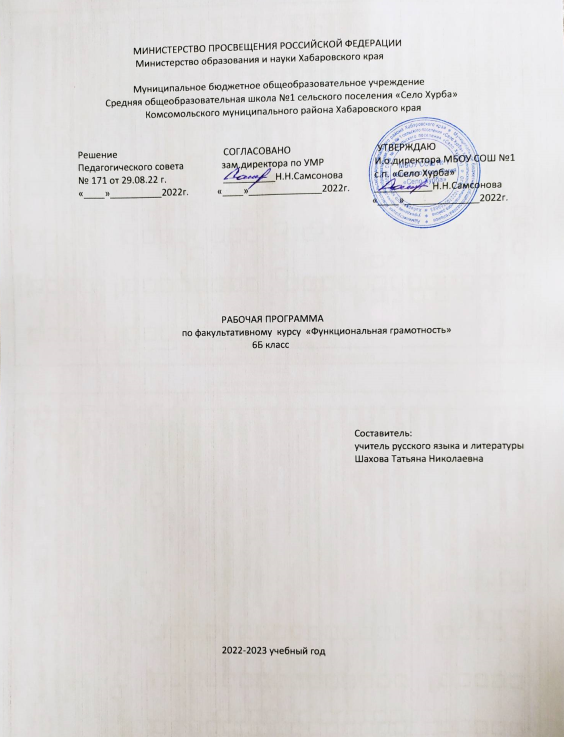 МИНИСТЕРСТВО ПРОСВЕЩЕНИЯ РОССИЙСКОЙ ФЕДЕРАЦИИ
Министерство образования и науки Хабаровского края
Муниципальное бюджетное общеобразовательное учреждение
Средняя общеобразовательная школа №1 сельского поселения «Село Хурба»
Комсомольского муниципального района Хабаровского края
Решение
Педагогического совета
№ 171 от 29.08.22 г.
«____»__________2022г.
СОГЛАСОВАНО
зам.директора по УМР
__________Н.Н.Самсонова
«____»______________2022г.
УТВЕРЖДАЮ
И.о.директора МБОУ СОШ №1
с.п. «Село Хурба»
__________Н.Н.Самсонова
«____»______________2022г.
РАБОЧАЯ ПРОГРАММА
по факультативному курсу «Функциональная грамотность»
6Б класс
Составитель:
учитель русского языка и литературы
Шахова Татьяна Николаевна
2022-2023 учебный год